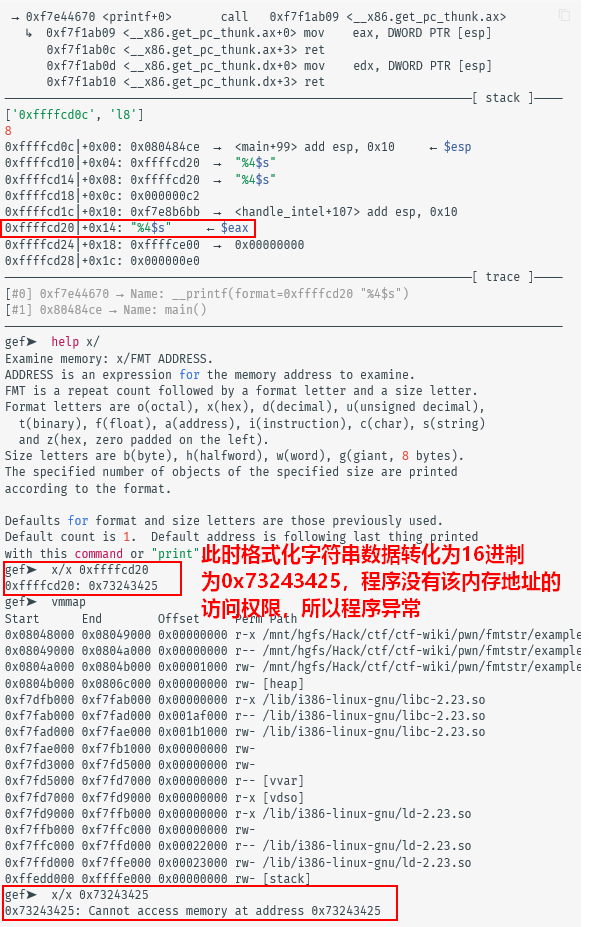 → 0xf7e44670 <printf+0>       call   0xf7f1ab09 <__x86.get_pc_thunk.ax>
↳  0xf7f1ab09 <__x86.get_pc_thunk.ax+0> mov    eax, DWORD PTR [esp]
0xf7f1ab0c <__x86.get_pc_thunk.ax+3> ret
0xf7f1ab0d <__x86.get_pc_thunk.dx+0> mov    edx, DWORD PTR [esp]
0xf7f1ab10 <__x86.get_pc_thunk.dx+3> ret
[ stack ]
['0xffffcd0c', 'l8']
8
0xffffcd0c│+0x00: 0x080484ce  →  <main+99> add esp, 0x10     ← $esp
0xffffcd10│+0x04: 0xffffcd20  →  "%4$s"
0xffffcd14│+0x08: 0xffffcd20  →  "%4$s"
0xffffcd18│+0x0c: 0x000000c2
0xffffcd1c│+0x10: 0xf7e8b6bb  →  <handle_intel+107> add esp, 0x10
0xffffcd20│+0x14: "%4$s"     ← $eax
0xffffcd24│+0x18: 0xffffce00  →  0x00000000
0xffffcd28│+0x1c: 0x000000e0
[ trace ]
[#0] 0xf7e44670 → Name: __printf(format=0xffffcd20 "%4$s")
[#1] 0x80484ce → Name: main()
gef➤  help x/
Examine memory: x/FMT ADDRESS.
ADDRESS is an expression for the memory address to examine.
FMT is a repeat count followed by a format letter and a size letter.
Format letters are o(octal), x(hex), d(decimal), u(unsigned decimal),
t(binary), f(float), a(address), i(instruction), c(char), s(string)
and z(hex, zero padded on the left).
Size letters are b(byte), h(halfword), w(word), g(giant, 8 bytes).
The specified number of objects of the specified size are printed
according to the format.
Defaults for format and size letters are those previously used.
Default count is 1.  Default address is following last thing printed
with this command or "print"
此时格式化字符串数据转化为16进制
gef➤  x/x 0xffffcd20
为0x73243425，程序没有该内存地址的
0xffffcd20: 0x73243425
访问权限，所以程序异常
gef➤  vmmap
Start      End        Offset     Perm Path
0x08048000 0x08049000 0x00000000 r-x /mnt/hgfs/Hack/ctf/ctf-wiki/pwn/fmtstr/example
0x08049000 0x0804a000 0x00000000 r-- /mnt/hgfs/Hack/ctf/ctf-wiki/pwn/fmtstr/example
0x0804a000 0x0804b000 0x00001000 rw- /mnt/hgfs/Hack/ctf/ctf-wiki/pwn/fmtstr/example
0x0804b000 0x0806c000 0x00000000 rw- [heap]
0xf7dfb000 0xf7fab000 0x00000000 r-x /lib/i386-linux-gnu/libc-2.23.so
0xf7fab000 0xf7fad000 0x001af000 r-- /lib/i386-linux-gnu/libc-2.23.so
0xf7fad000 0xf7fae000 0x001b1000 rw- /lib/i386-linux-gnu/libc-2.23.so
0xf7fae000 0xf7fb1000 0x00000000 rw-
0xf7fd3000 0xf7fd5000 0x00000000 rw-
0xf7fd5000 0xf7fd7000 0x00000000 r-- [vvar]
0xf7fd7000 0xf7fd9000 0x00000000 r-x [vdso]
0xf7fd9000 0xf7ffb000 0x00000000 r-x /lib/i386-linux-gnu/ld-2.23.so
0xf7ffb000 0xf7ffc000 0x00000000 rw-
0xf7ffc000 0xf7ffd000 0x00022000 r-- /lib/i386-linux-gnu/ld-2.23.so
0xf7ffd000 0xf7ffe000 0x00023000 rw- /lib/i386-linux-gnu/ld-2.23.so
0xffedd000 0xffffe000 0x00000000 rw- [stack]
gef➤  x/x 0x73243425
0x73243425: Cannot access memory at address 0x73243425